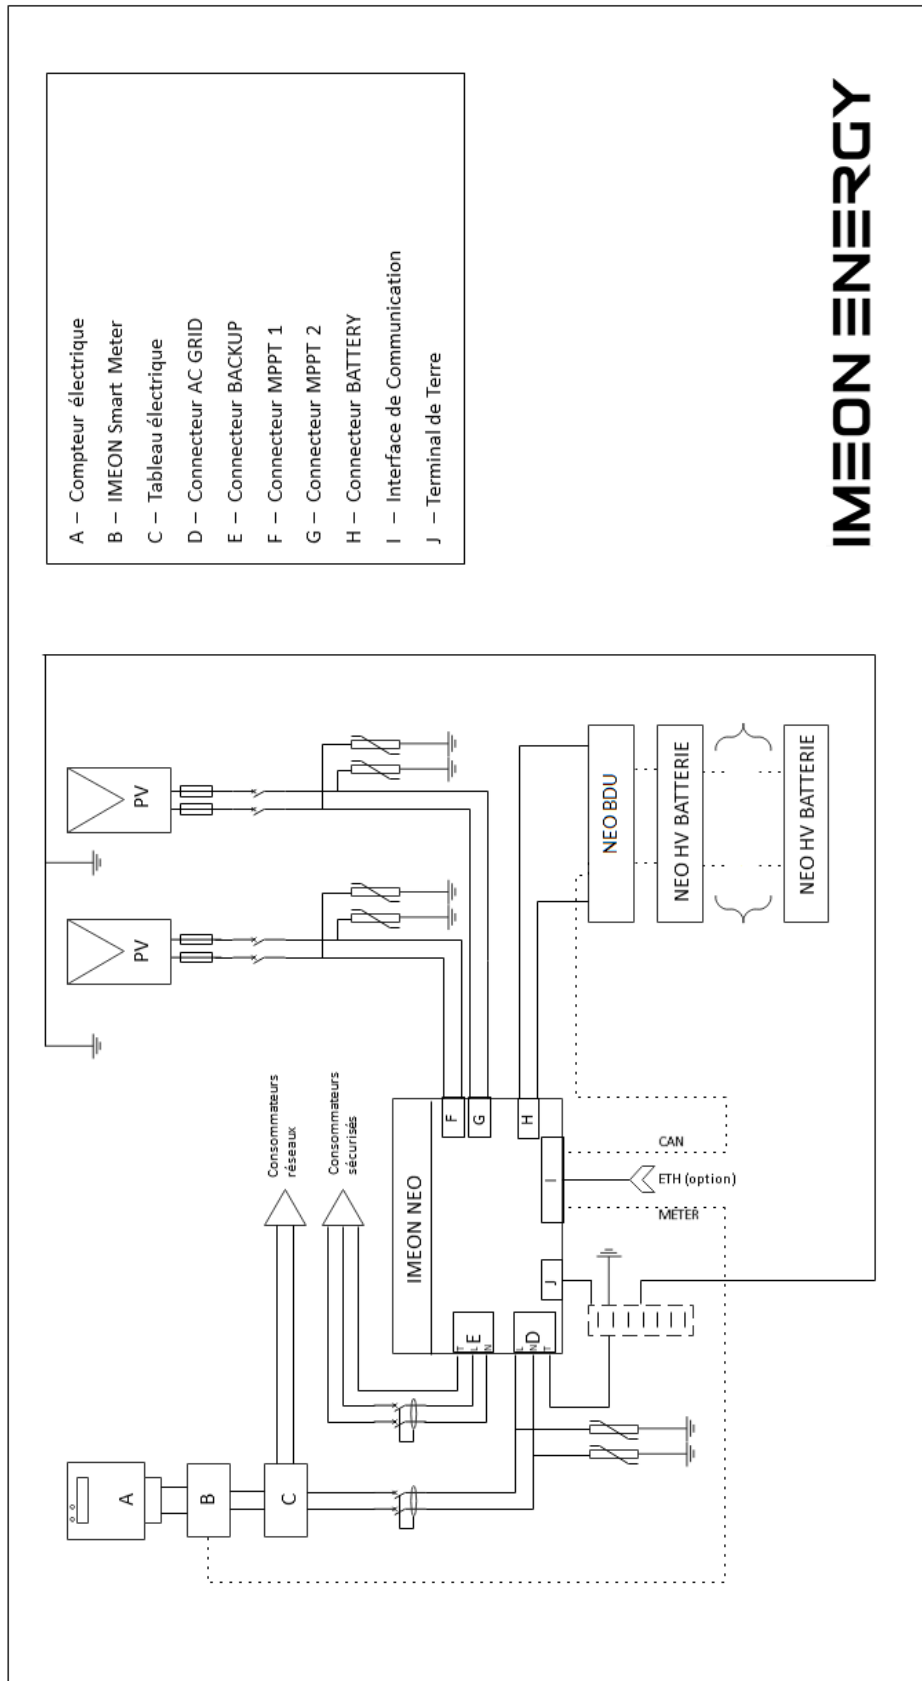 A – Compteur électrique
B – IMEON Smart Meter
C – Tableau électrique
D – Connecteur AC GRID
E – Connecteur BACKUP
F – Connecteur MPPT 1
G – Connecteur MPPT 2
H – Connecteur BATTERY
I – Interface de Communication
J – Terminal de Terre
IMEON ENERGY
PV
PV
Consommateurs
réseaux
Consommateurs
sécurisés
A
B
C
IMEON NEO
E
T
L
N
D
L
N
T
F
G
H
I
J
CAN
ETH (option)
METER
NEO BDU
NEO HV BATTERIE
NEO HV BATTERIE